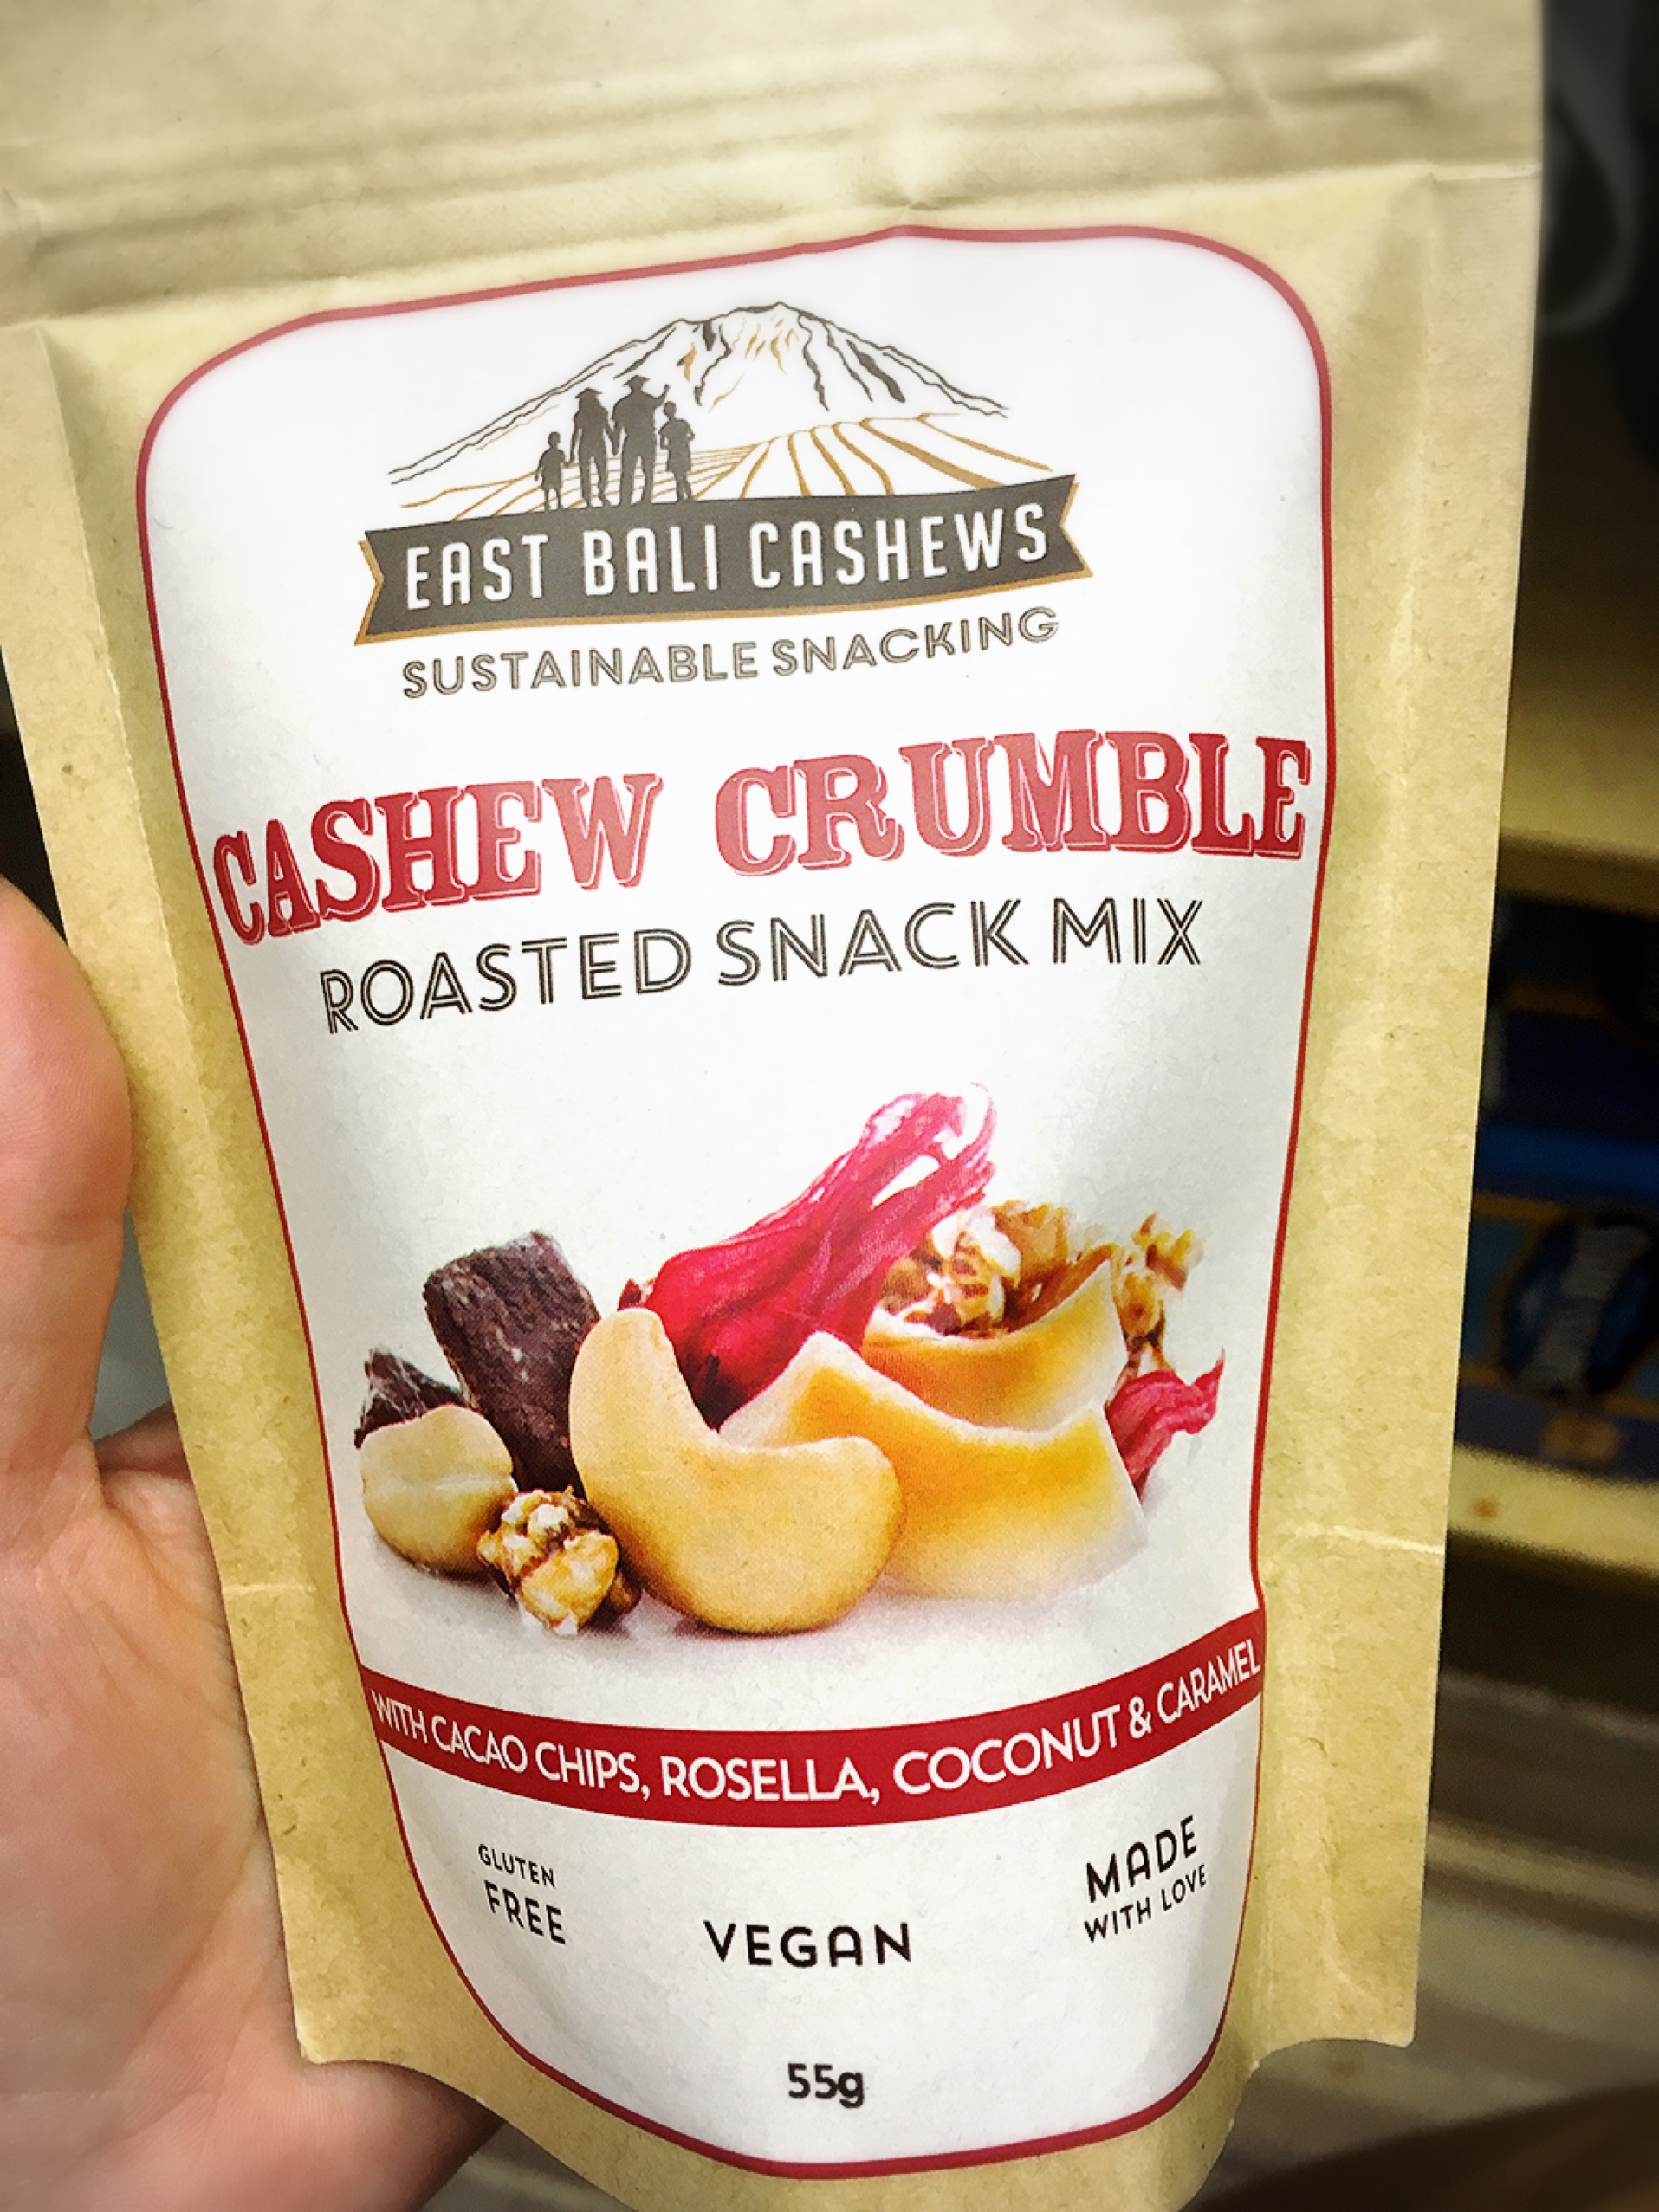 EAST BALI CASHEWS
SUSTAINABLE SNACKING
CASHEW CRUMBLE
ROASTED SNACK MIX
WITH CACAO CHIPS, ROSELLA, COCONUT & CARAMEL
GLUTEN
FREE
VEGAN
MADE
WITH LOVE
55g